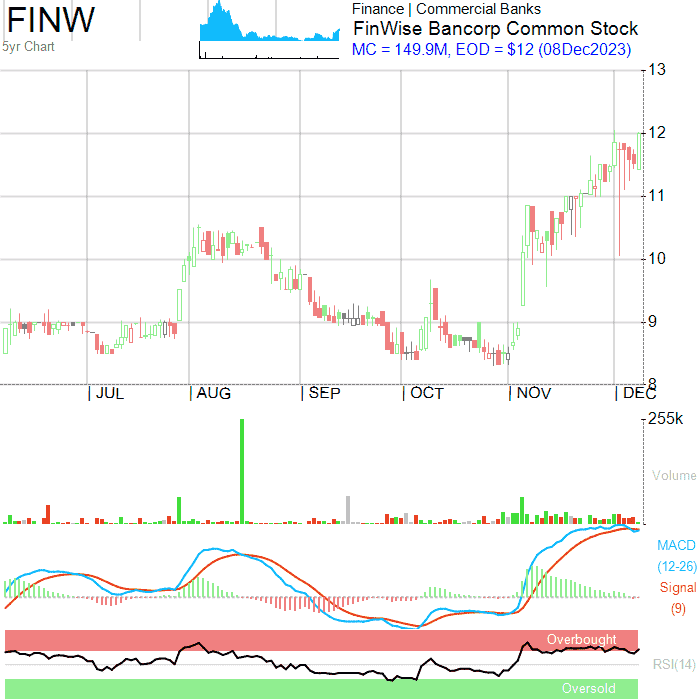 FINW
5yr Chart
Finance | Commercial Banks
FinWise Bancorp Common Stock
MC = 149.9M, EOD = $12 (08Dec2023)
13
12
11
10
9
8
JUL AUG SEP OCT NOV DEC
255k
Volume
MACD
(12-26)
Signal
(9)
Overbought
RSI(14)
Oversold